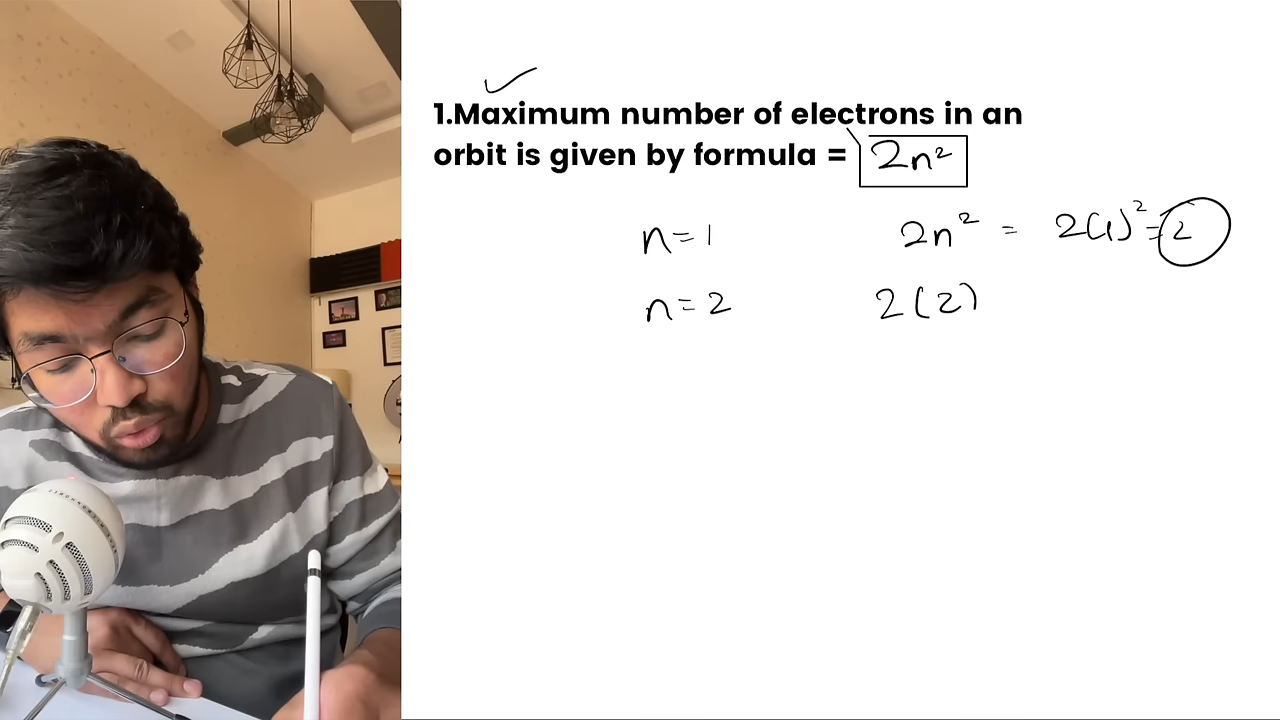 1.Maximum number of electrons in an
orbit is given by formula = 2n²
n=1 2n² = 2(1)²=2
n=2 2(2)